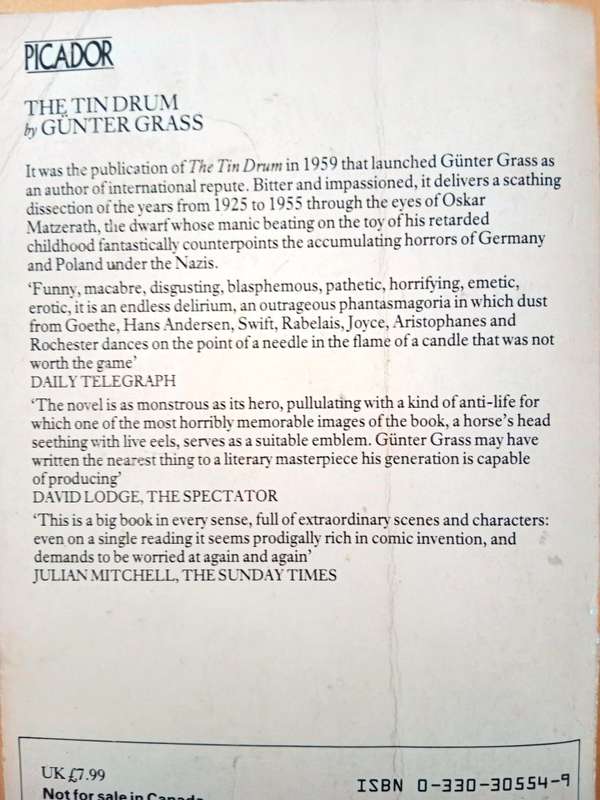 PICADOR
THE TIN DRUM
by GÜNTER GRASS
It was the publication of The Tin Drum in 1959 that launched Günter Grass as
an author of international repute. Bitter and impassioned, it delivers a scathing
dissection of the years from 1925 to 1955 through the eyes of Oskar
Matzerath, the dwarf whose manic beating on the toy of his retarded
childhood fantastically counterpoints the accumulating horrors of Germany
and Poland under the Nazis.
‘Funny, macabre, disgusting, blasphemous, pathetic, horrifying, emetic,
erotic, it is an endless delirium, an outrageous phantasmagoria in which dust
from Goethe, Hans Andersen, Swift, Rabelais, Joyce, Aristophanes and
Rochester dances on the point of a needle in the flame of a candle that was not
worth the game’
DAILY TELEGRAPH
‘The novel is as monstrous as its hero, pullulating with a kind of anti-life for
which one of the most horribly memorable images of the book, a horse’s head
seething with live eels, serves as a suitable emblem. Günter Grass may have
written the nearest thing to a literary masterpiece his generation is capable
of producing’
DAVID LODGE, THE SPECTATOR
‘This is a big book in every sense, full of extraordinary scenes and characters:
even on a single reading it seems prodigally rich in comic invention, and
demands to be worried at again and again’
JULIAN MITCHELL, THE SUNDAY TIMES
UK £7.99
Not for sale in Canada
ISBN 0-330-30554-9